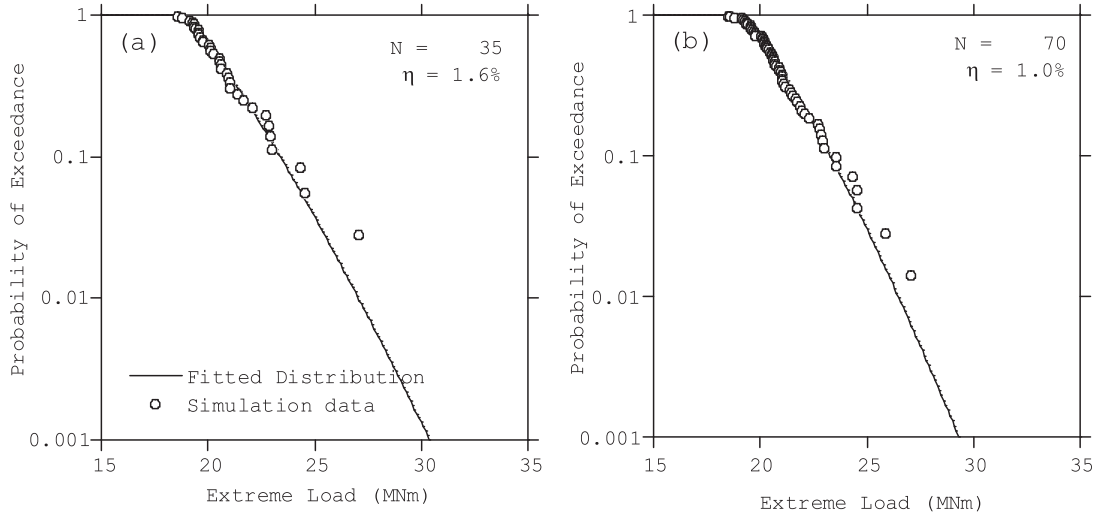 (a)
N = 35
η = 1.6%
1
0.1
0.01
0.001
Probability of Exceedance
Fitted Distribution
Simulation data
15 20 25 30 35
Extreme Load (MNm)
(b)
N = 70
η = 1.0%
1
0.1
0.01
0.001
Probability of Exceedance
15 20 25 30 35
Extreme Load (MNm)